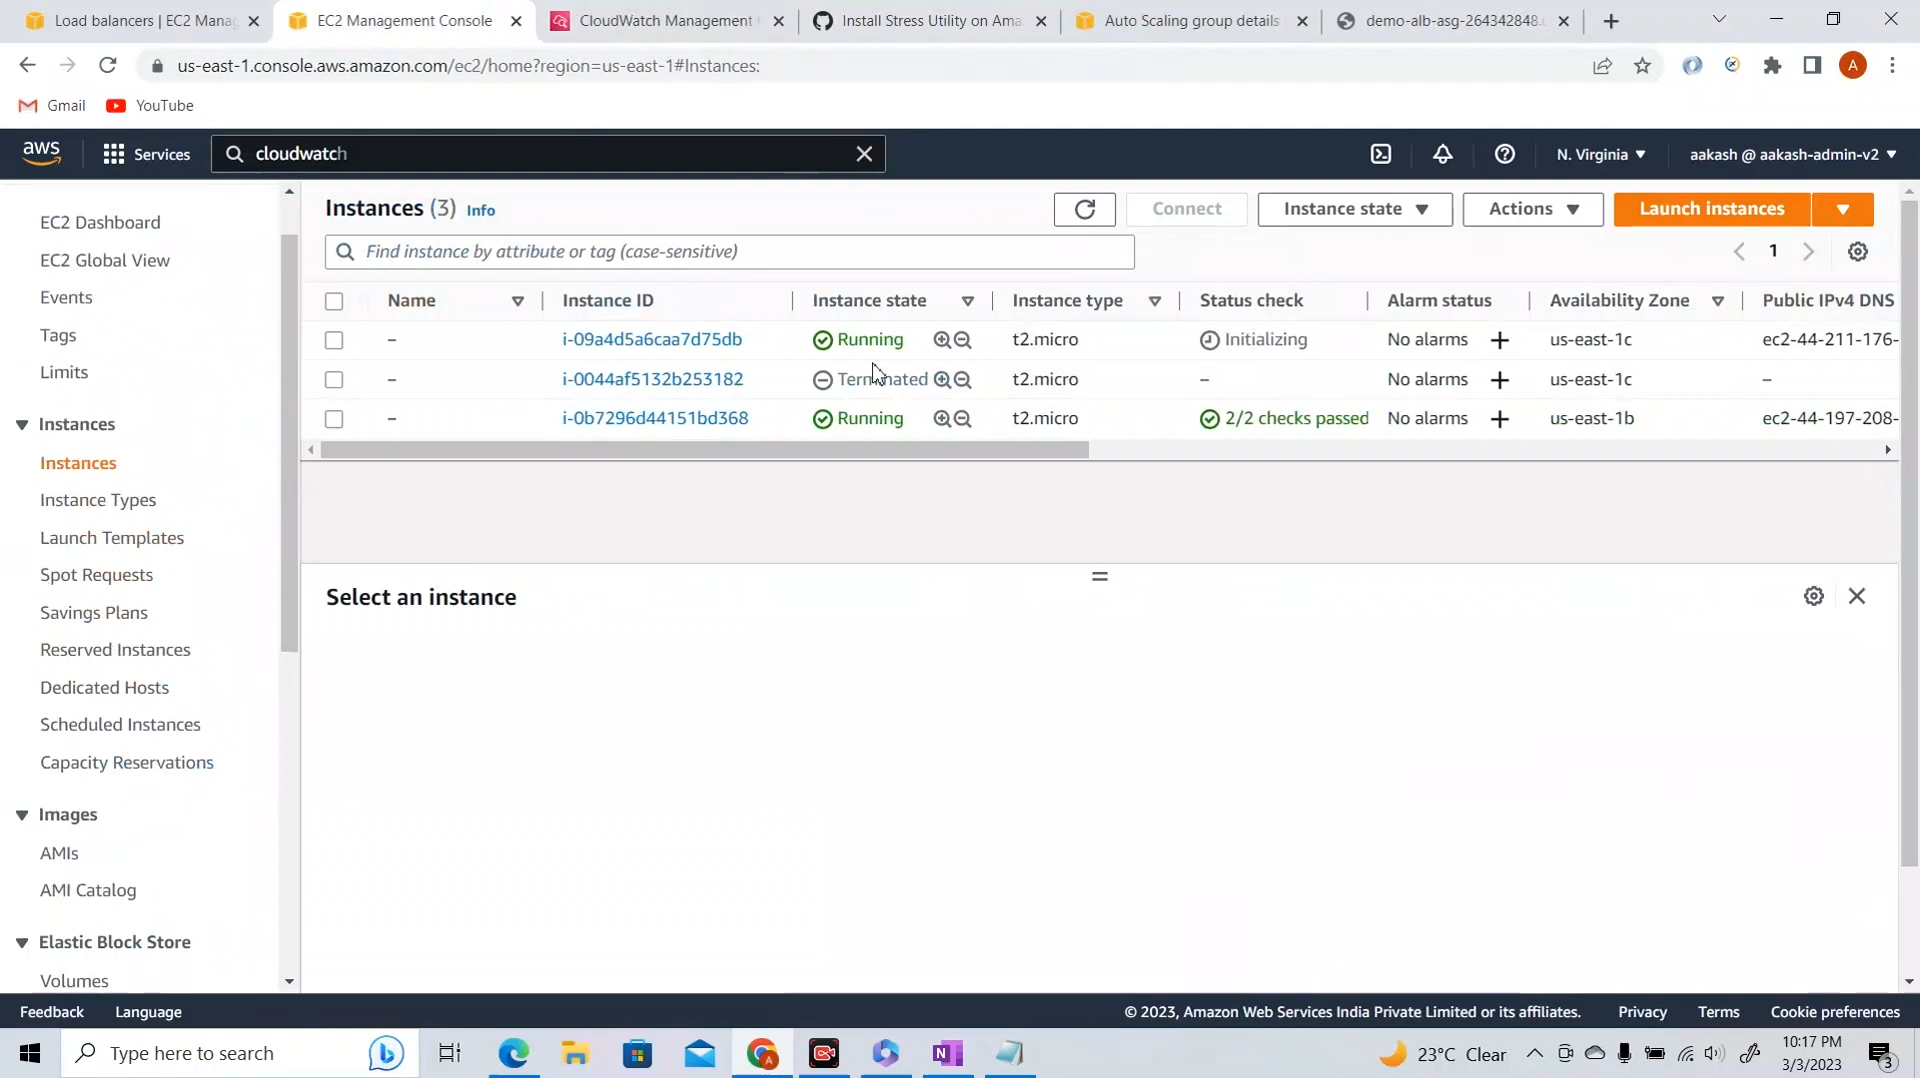 Load balancers | EC2 Manag
EC2 Management Console
CloudWatch Management
Install Stress Utility on Ama
Auto Scaling group details
demo-alb-asg-264342848.u
us-east-1.console.aws.amazon.com/ec2/home?region=us-east-1#Instances:
A
Gmail
YouTube
aws
Services
cloudwatch
N. Virginia
aakash @ aakash-admin-v2
EC2 Dashboard
EC2 Global View
Events
Tags
Limits
Instances
Instances
Instance Types
Launch Templates
Spot Requests
Savings Plans
Reserved Instances
Dedicated Hosts
Scheduled Instances
Capacity Reservations
Images
AMIs
AMI Catalog
Elastic Block Store
Volumes
Instances (3) Info
Connect
Instance state
Actions
Launch instances
Find instance by attribute or tag (case-sensitive)
1
Name Instance ID Instance state Instance type Status check Alarm status Availability Zone Public IPv4 DNS
– i-09a4d5a6caa7d75db Running t2.micro Initializing No alarms + us-east-1c ec2-44-211-176-
– i-0044af5132b253182 Terminated t2.micro – No alarms + us-east-1c –
– i-0b7296d44151bd368 Running t2.micro 2/2 checks passed No alarms + us-east-1b ec2-44-197-208-
Select an instance
Feedback
Language
© 2023, Amazon Web Services India Private Limited or its affiliates.
Privacy
Terms
Cookie preferences
Type here to search
23°C Clear
10:17 PM
3/3/2023
3